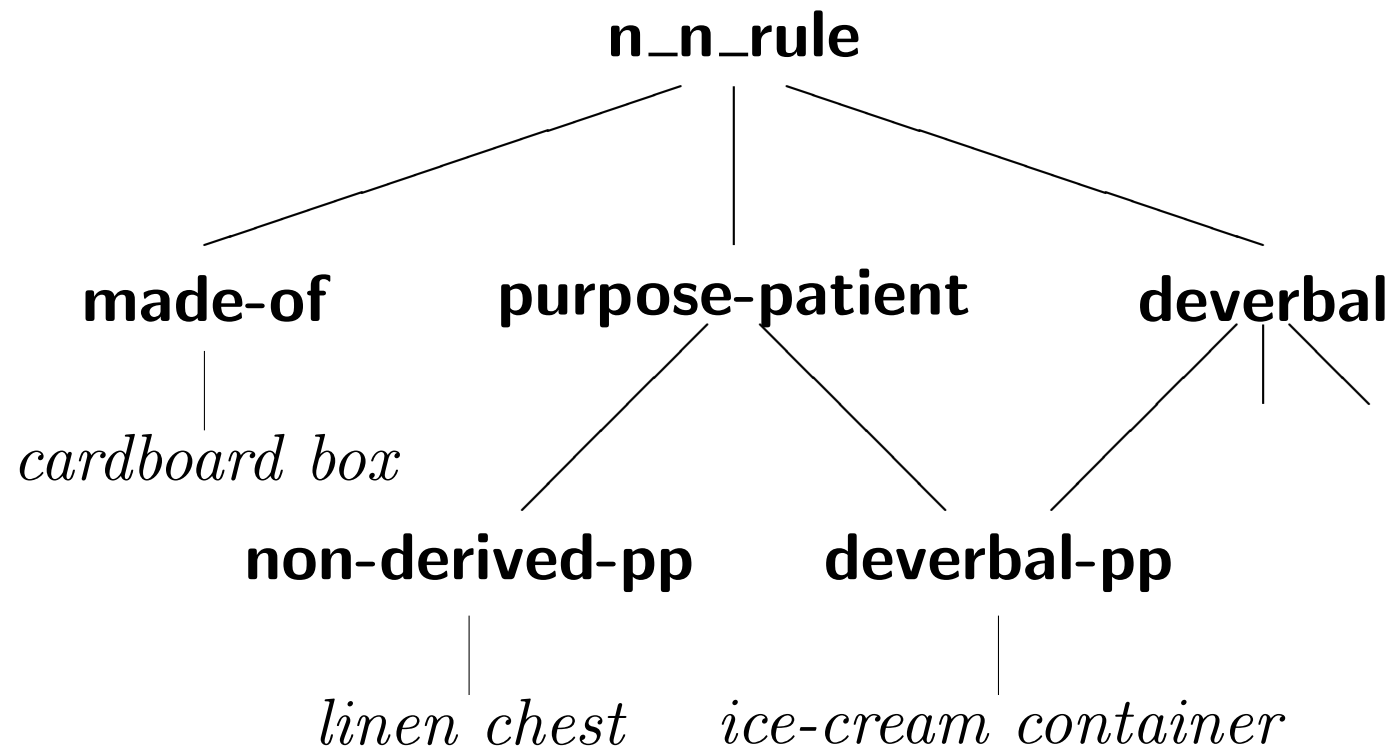 n_n_rule
made-of purpose-patient deverbal
cardboard box
non-derived-pp deverbal-pp
linen chest ice-cream container